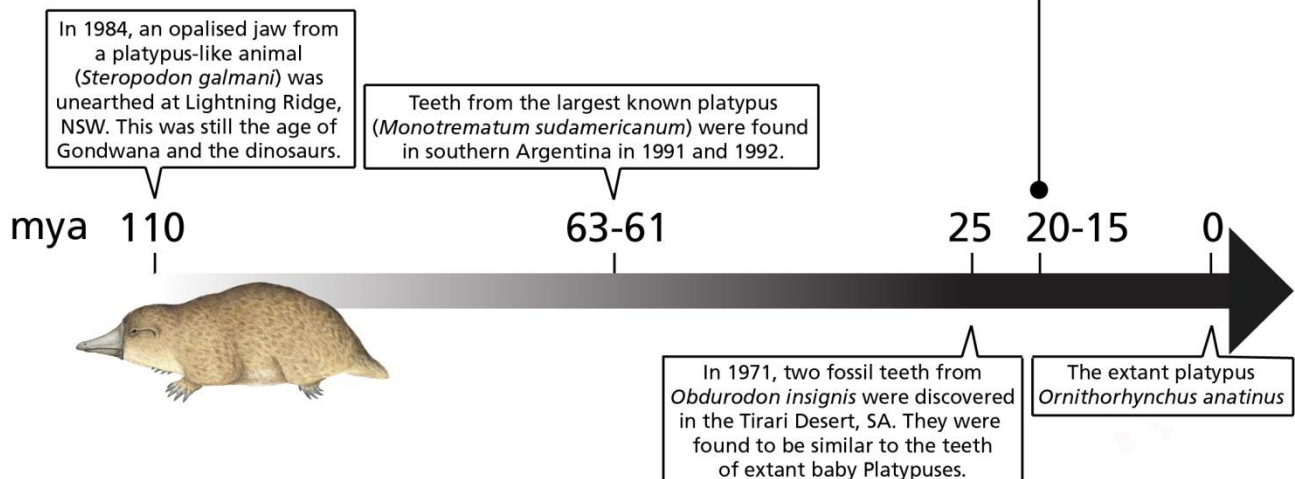 In 1984, an opalised jaw from
a platypus-like animal
(Steropodon galmani) was
unearthed at Lightning Ridge,
NSW. This was still the age of
Gondwana and the dinosaurs.
Teeth from the largest known platypus
(Monotrematum sudamericanum) were found
in southern Argentina in 1991 and 1992.
mya 110 63-61 25 20-15 0
In 1971, two fossil teeth from
Obdurodon insignis were discovered
in the Tirari Desert, SA. They were
found to be similar to the teeth
of extant baby Platypuses.
The extant platypus
Ornithorhynchus anatinus